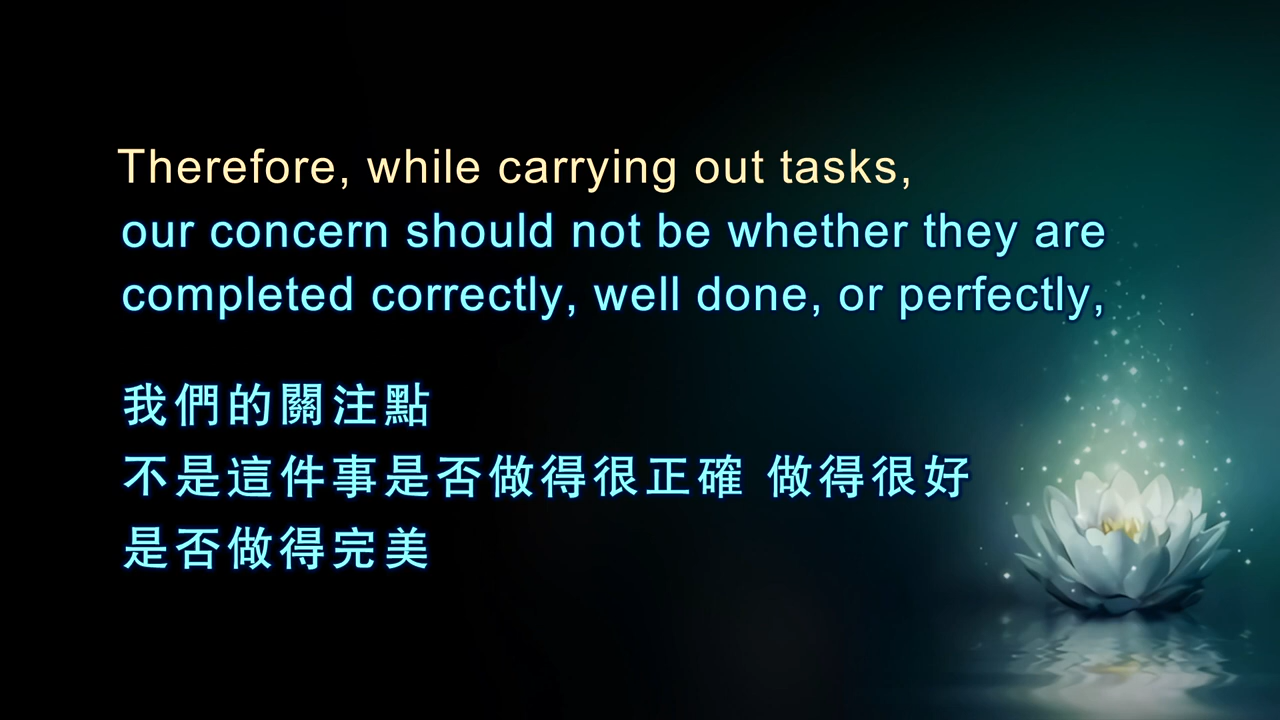 Therefore, while carrying out tasks,
our concern should not be whether they are
completed correctly, well done, or perfectly,
我們的關注點
不是這件事是否做得很正確 做得很好
是否做得完美